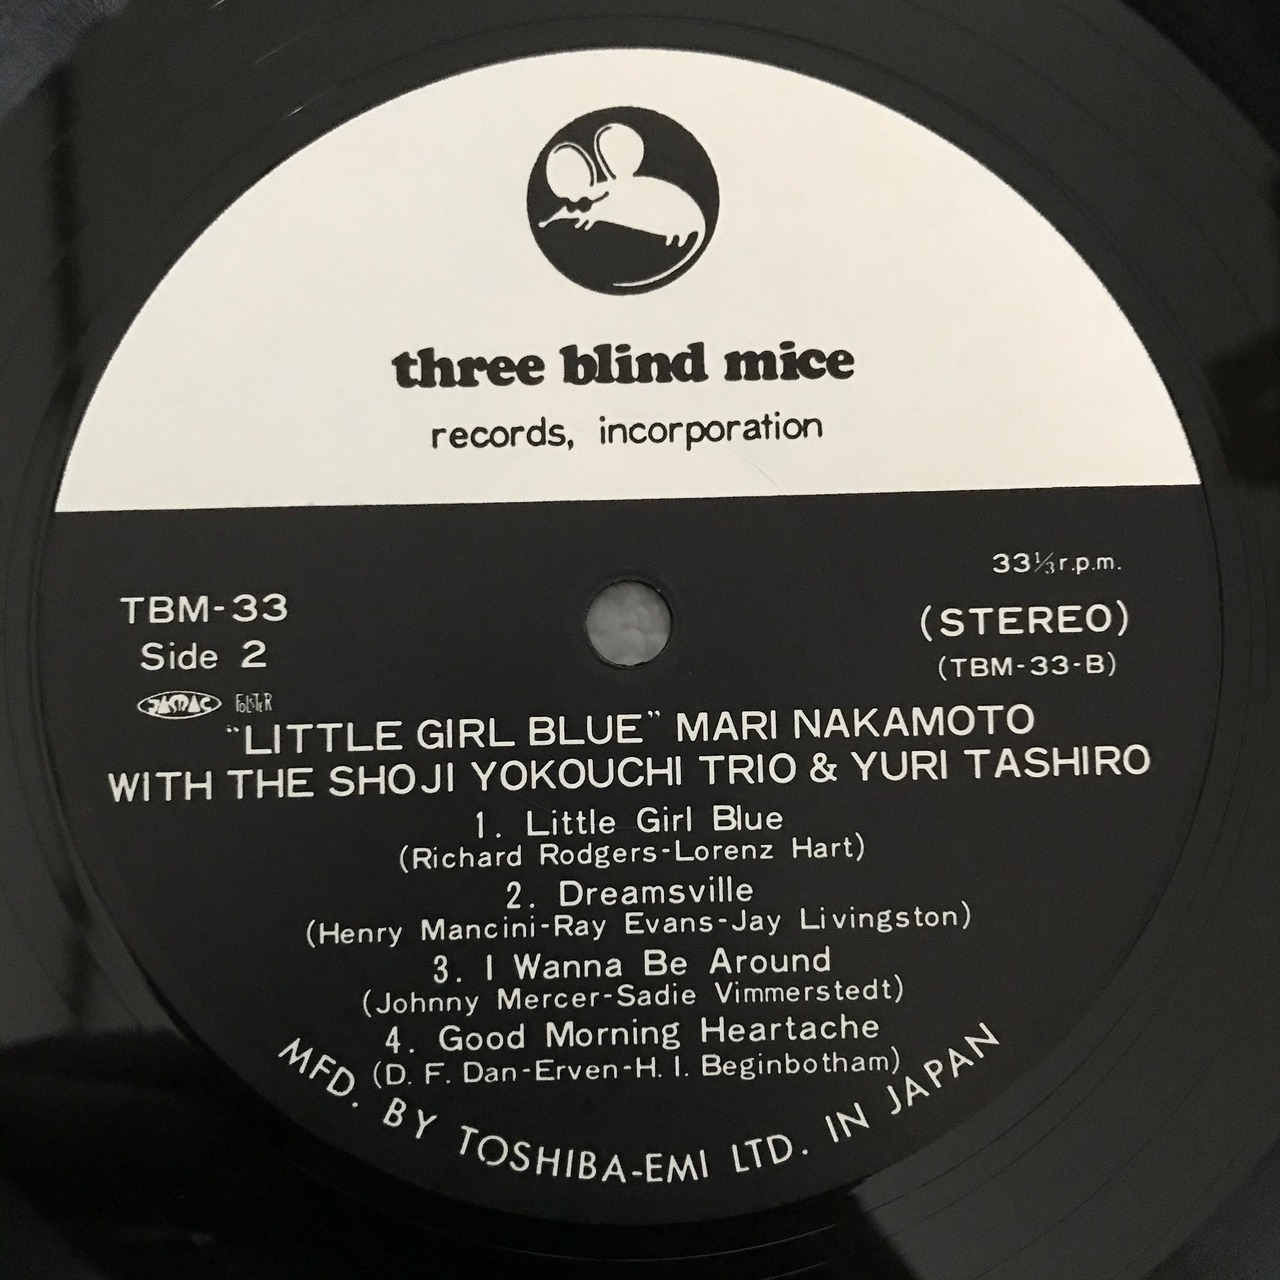 three blind mice
records, incorporation
33⅓r.p.m.
TBM-33
(STEREO)
Side 2
(TBM-33-B)
JASRAC
"LITTLE GIRL BLUE" MARI NAKAMOTO
WITH THE SHOJI YOKOUCHI TRIO & YURI TASHIRO
1. Little Girl Blue
(Richard Rodgers-Lorenz Hart)
2. Dreamsville
(Henry Mancini-Ray Evans-Jay Livingston)
3. I Wanna Be Around
(Johnny Mercer-Sadie Vimmerstedt)
4. Good Morning Heartache
(D. F. Dan-Erven-H. I. Beginbotham)
MFD. BY TOSHIBA-EMI LTD. IN JAPAN